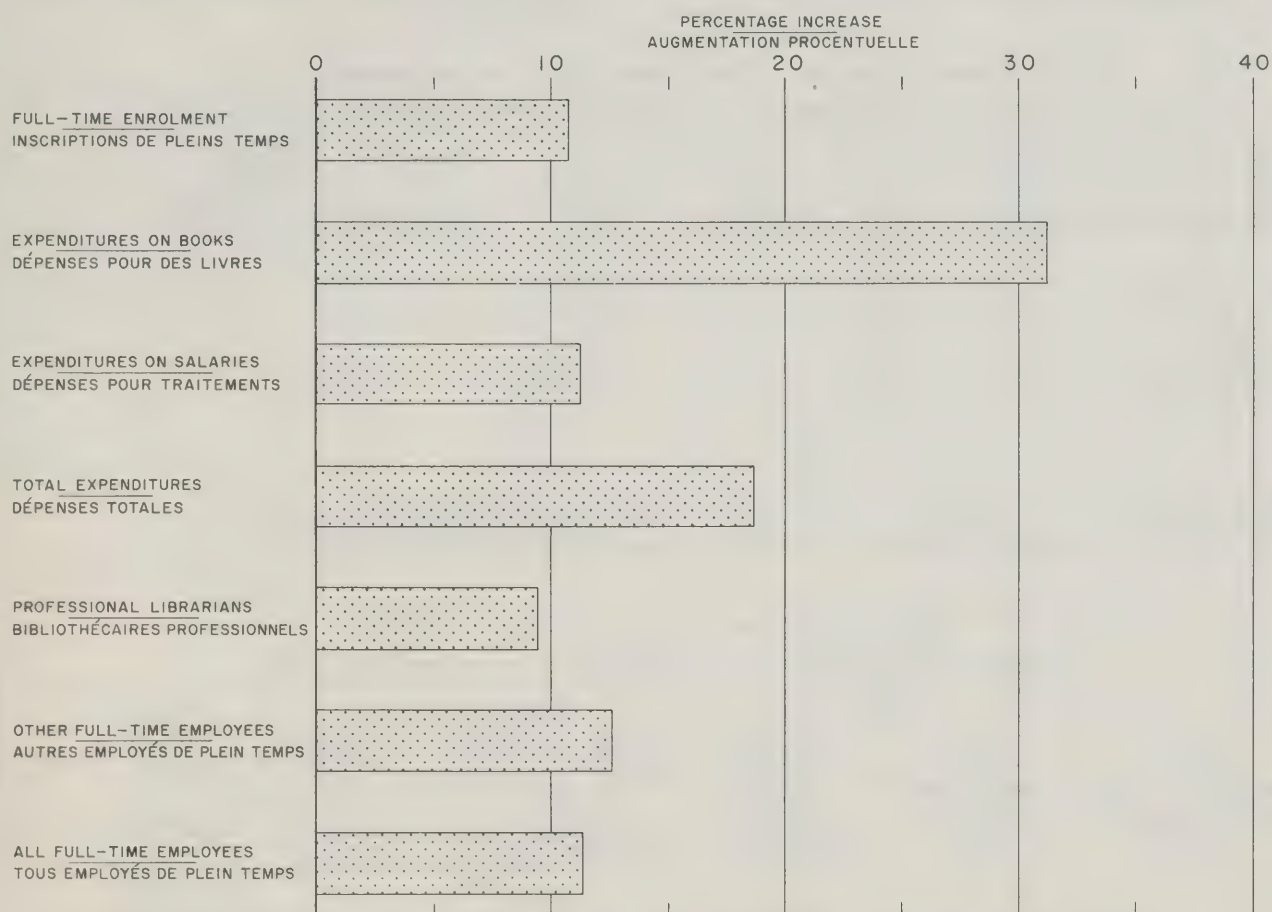 PERCENTAGE INCREASE
AUGMENTATION PROCENTUELLE
0 10 20 30 40
FULL-TIME ENROLMENT
INSCRIPTIONS DE PLEINS TEMPS
EXPENDITURES ON BOOKS
DÉPENSES POUR DES LIVRES
EXPENDITURES ON SALARIES
DÉPENSES POUR TRAITEMENTS
TOTAL EXPENDITURES
DÉPENSES TOTALES
PROFESSIONAL LIBRARIANS
BIBLIOTHÉCAIRES PROFESSIONNELS
OTHER FULL-TIME EMPLOYEES
AUTRES EMPLOYÉS DE PLEIN TEMPS
ALL FULL-TIME EMPLOYEES
TOUS EMPLOYÉS DE PLEIN TEMPS